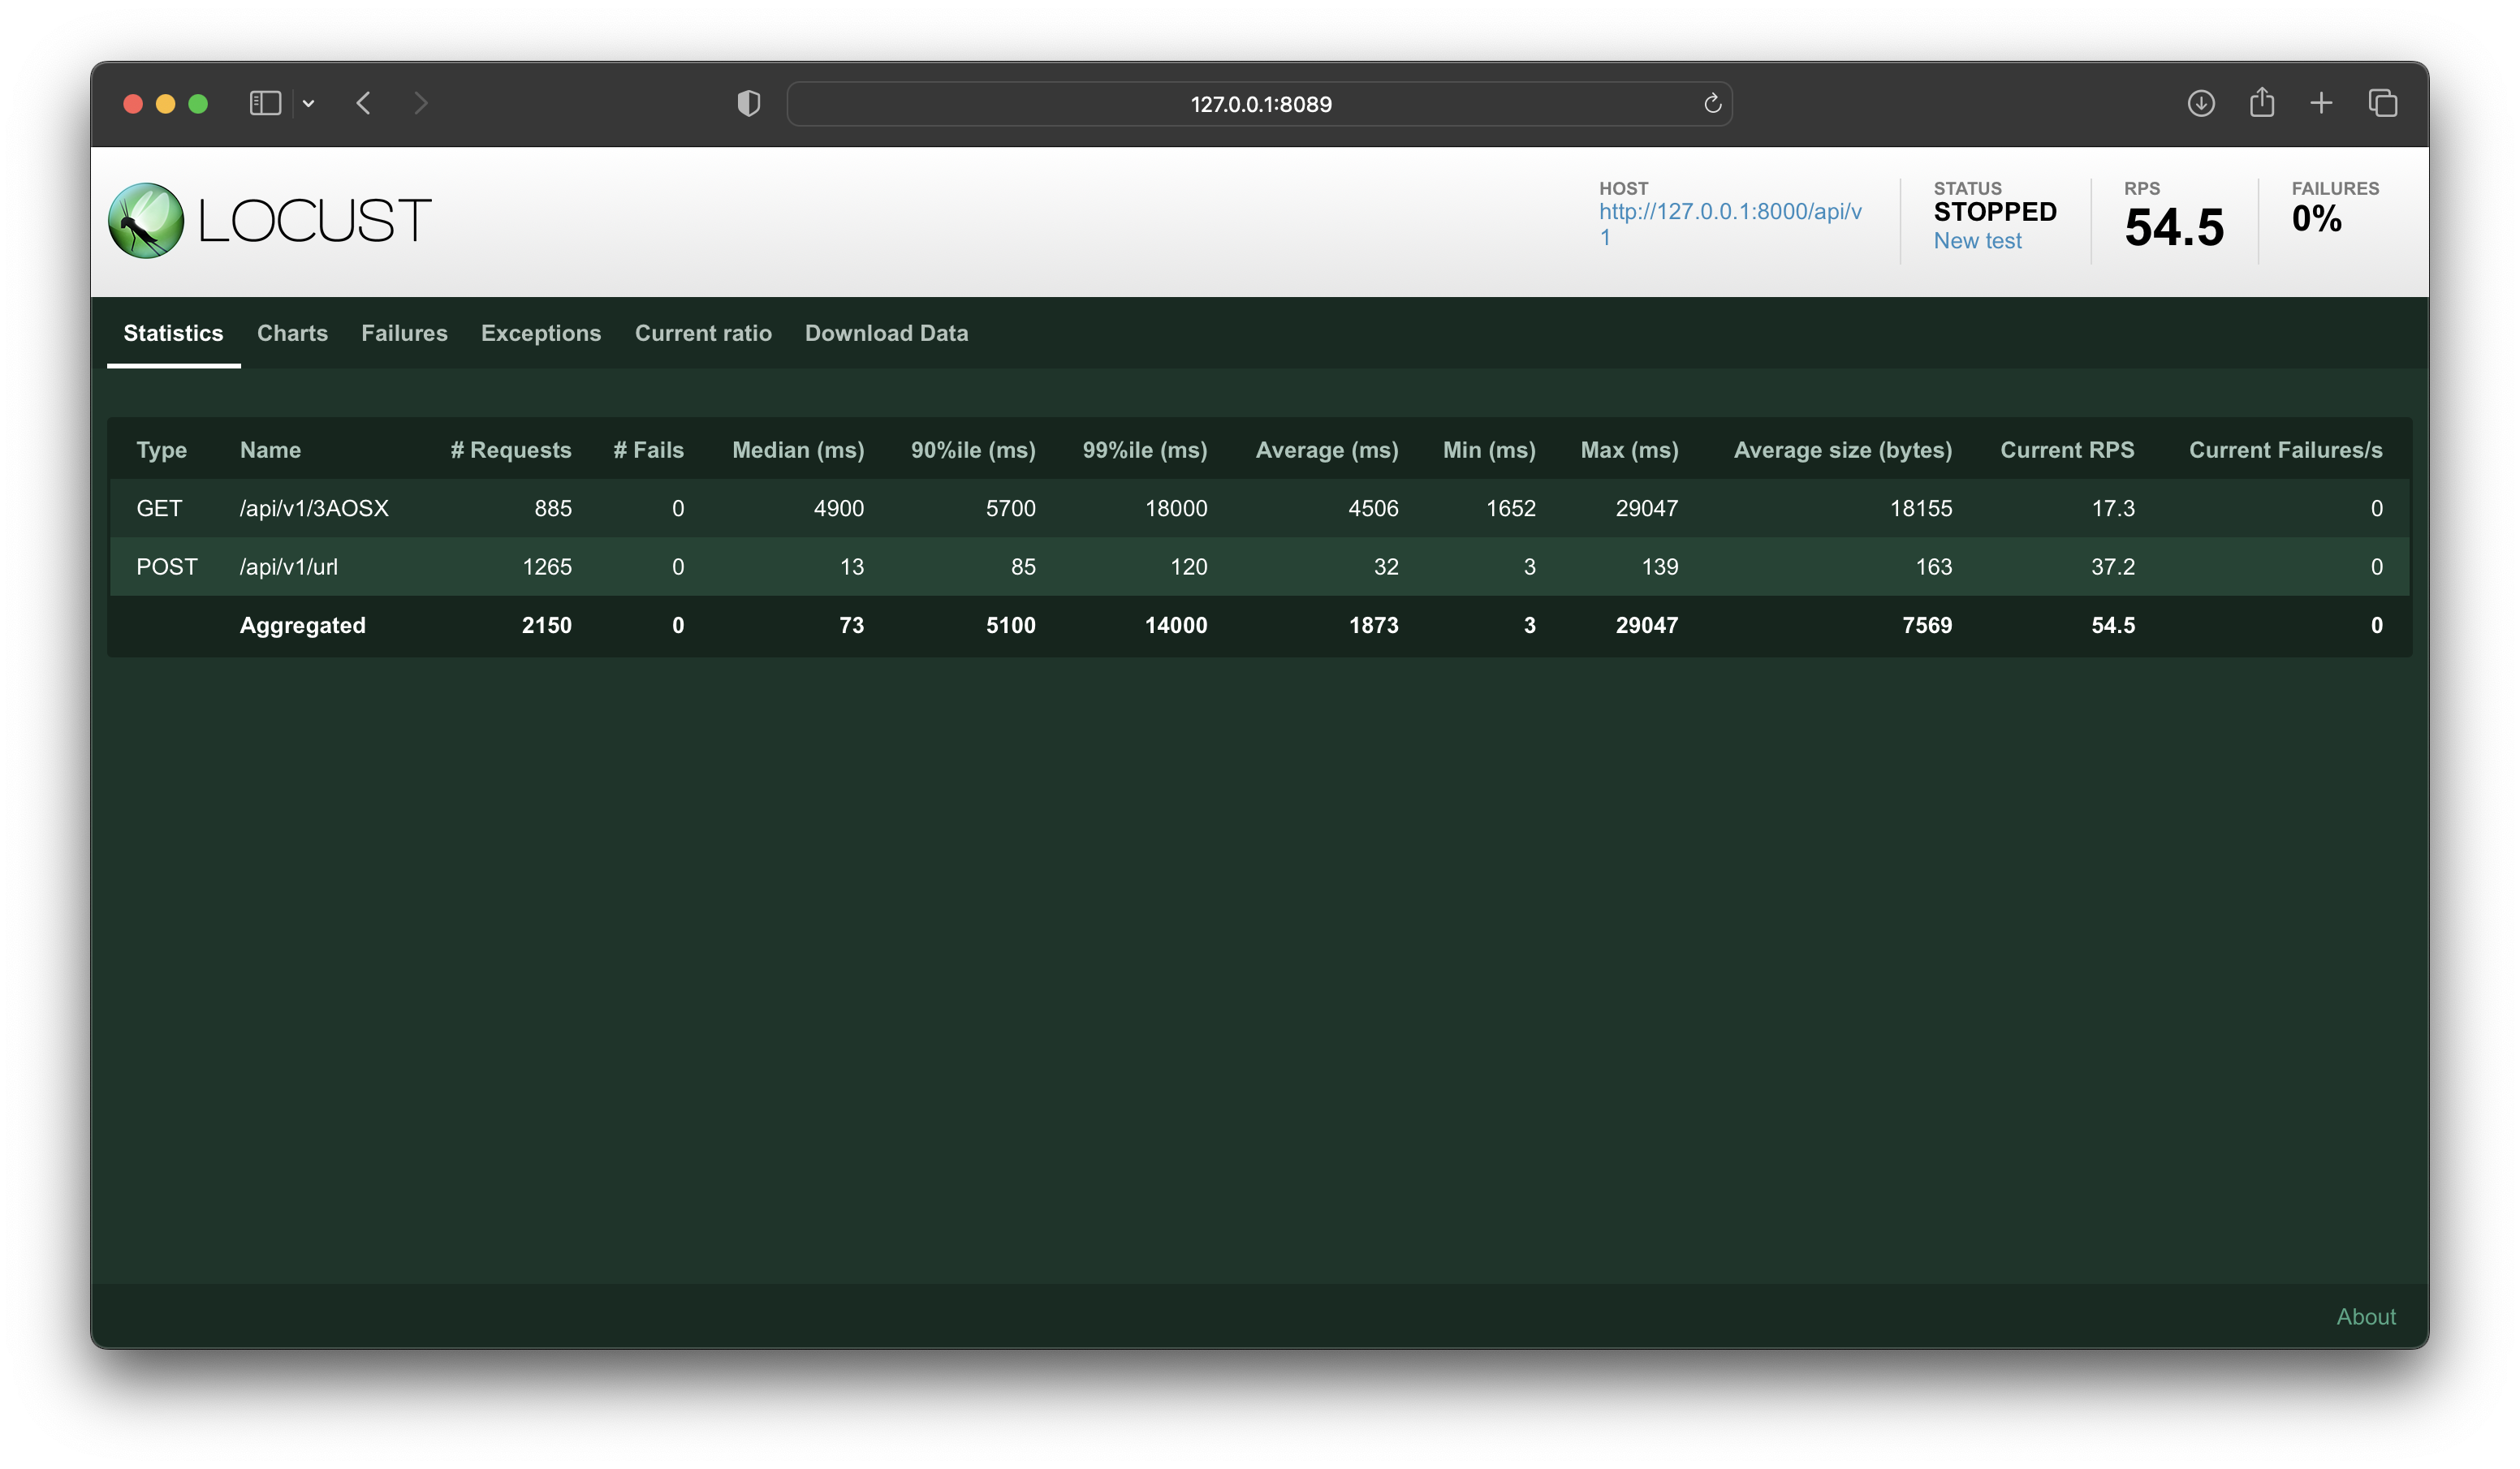 127.0.0.1:8089
LOCUST
HOST
http://127.0.0.1:8000/api/v
1
STATUS
STOPPED
New test
RPS
54.5
FAILURES
0%
Statistics Charts Failures Exceptions Current ratio Download Data
Type Name # Requests # Fails Median (ms) 90%ile (ms) 99%ile (ms) Average (ms) Min (ms) Max (ms) Average size (bytes) Current RPS Current Failures/s
GET /api/v1/3AOSX 885 0 4900 5700 18000 4506 1652 29047 18155 17.3 0
POST /api/v1/url 1265 0 13 85 120 32 3 139 163 37.2 0
Aggregated 2150 0 73 5100 14000 1873 3 29047 7569 54.5 0
About